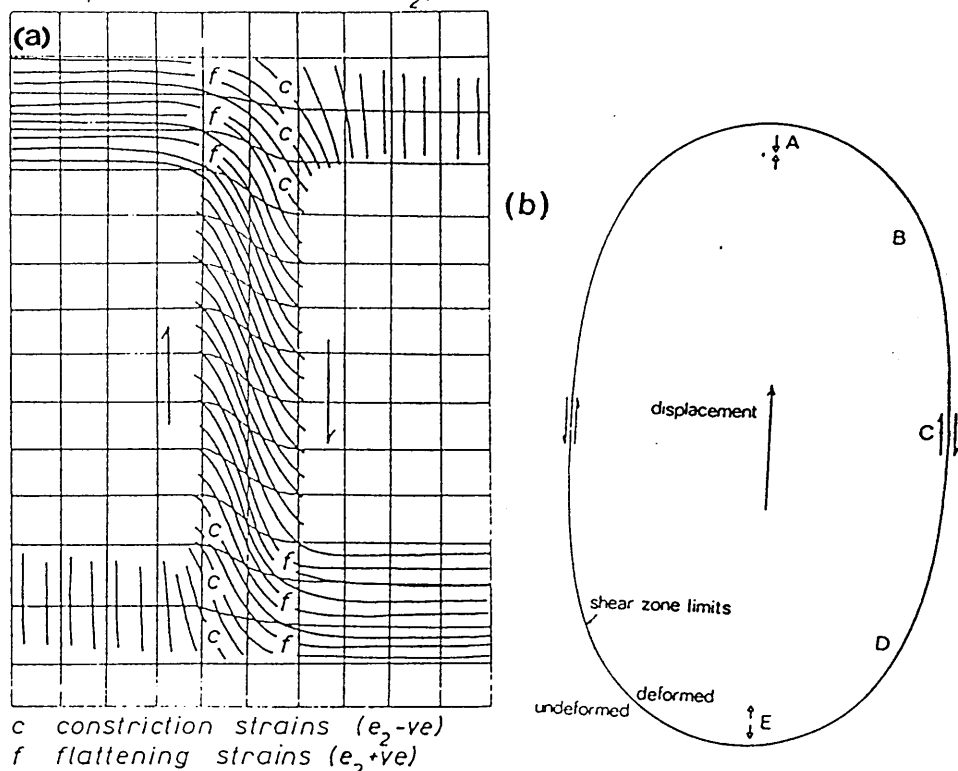 (a)
f
c
f
c
f
c
c
f
c
f
c
f
c constriction strains (e₂-ve)
f flattening strains (e₂+ve)
(b)
A
B
displacement
C
shear zone limits
D
deformed
undeformed
E